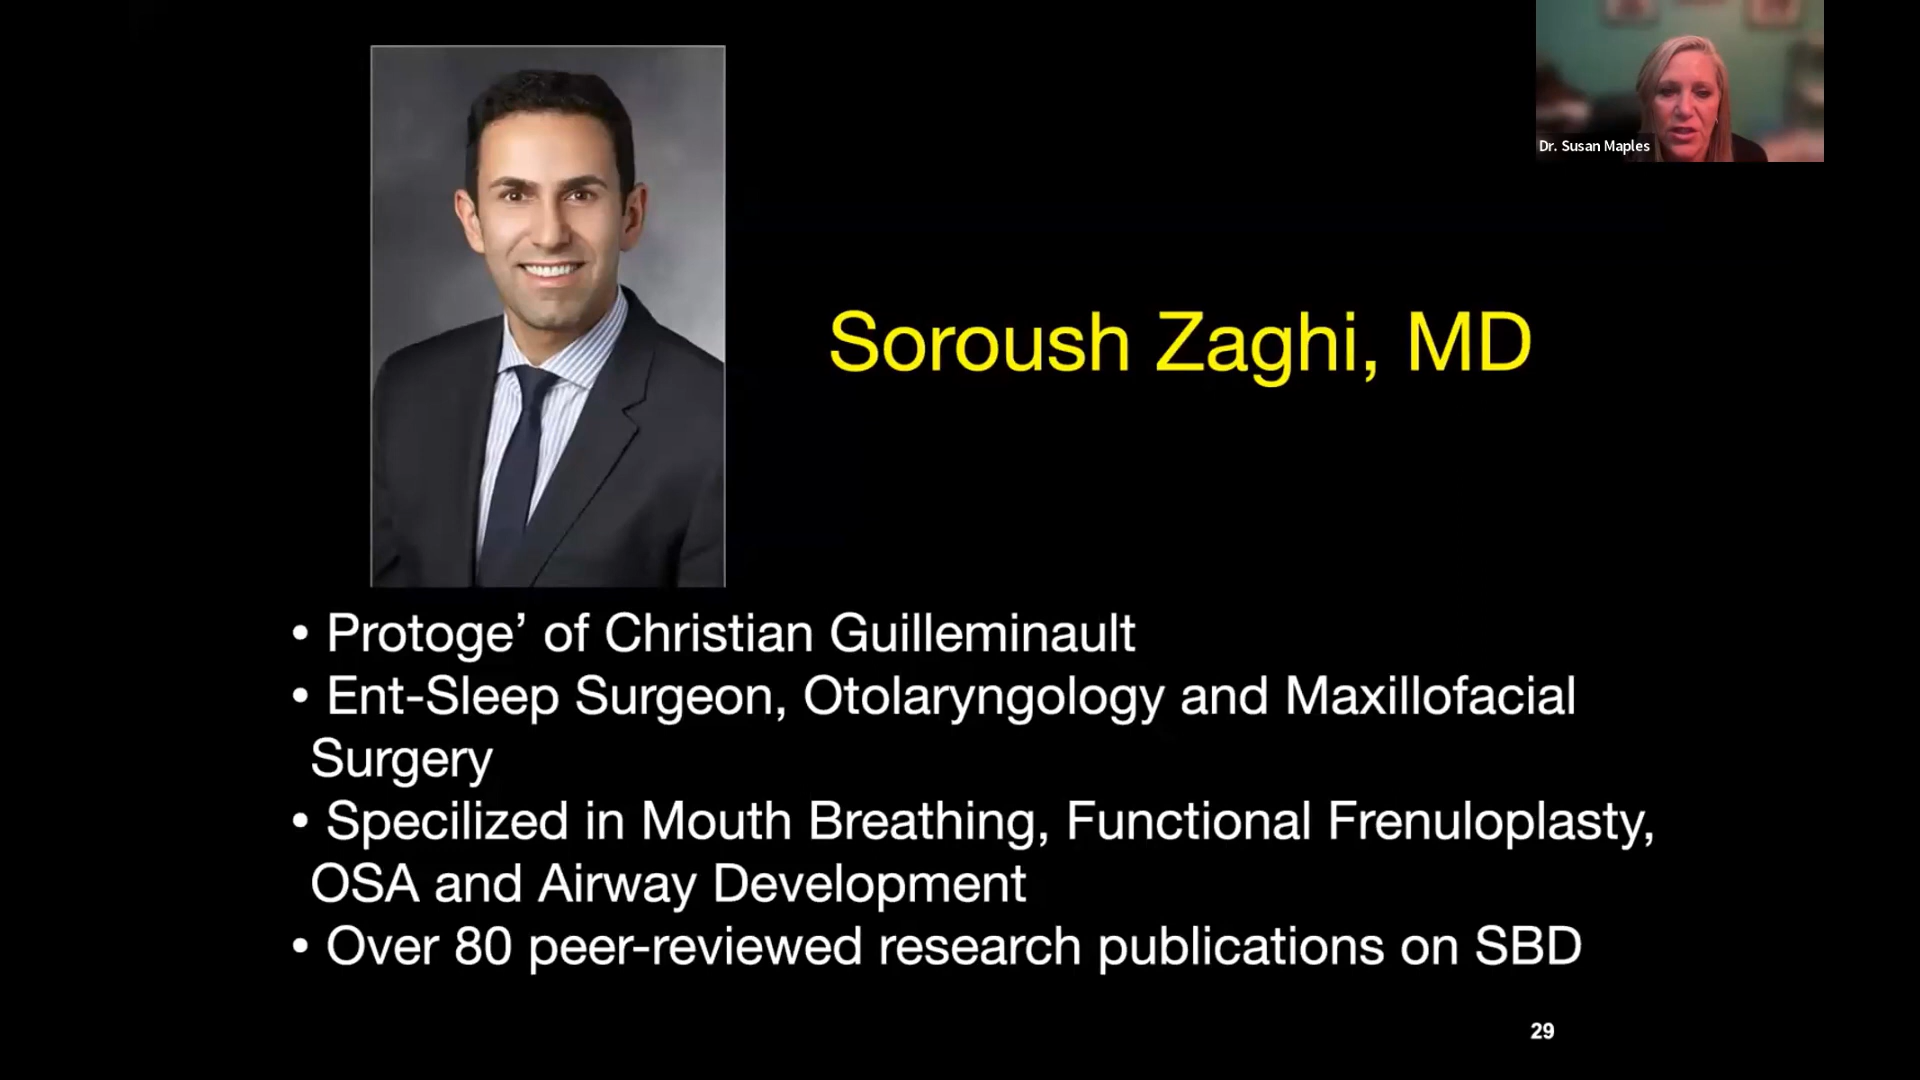 Dr. Susan Maples
Soroush Zaghi, MD
• Protoge’ of Christian Guilleminault
• Ent-Sleep Surgeon, Otolaryngology and Maxillofacial
Surgery
• Specilized in Mouth Breathing, Functional Frenuloplasty,
OSA and Airway Development
• Over 80 peer-reviewed research publications on SBD
29